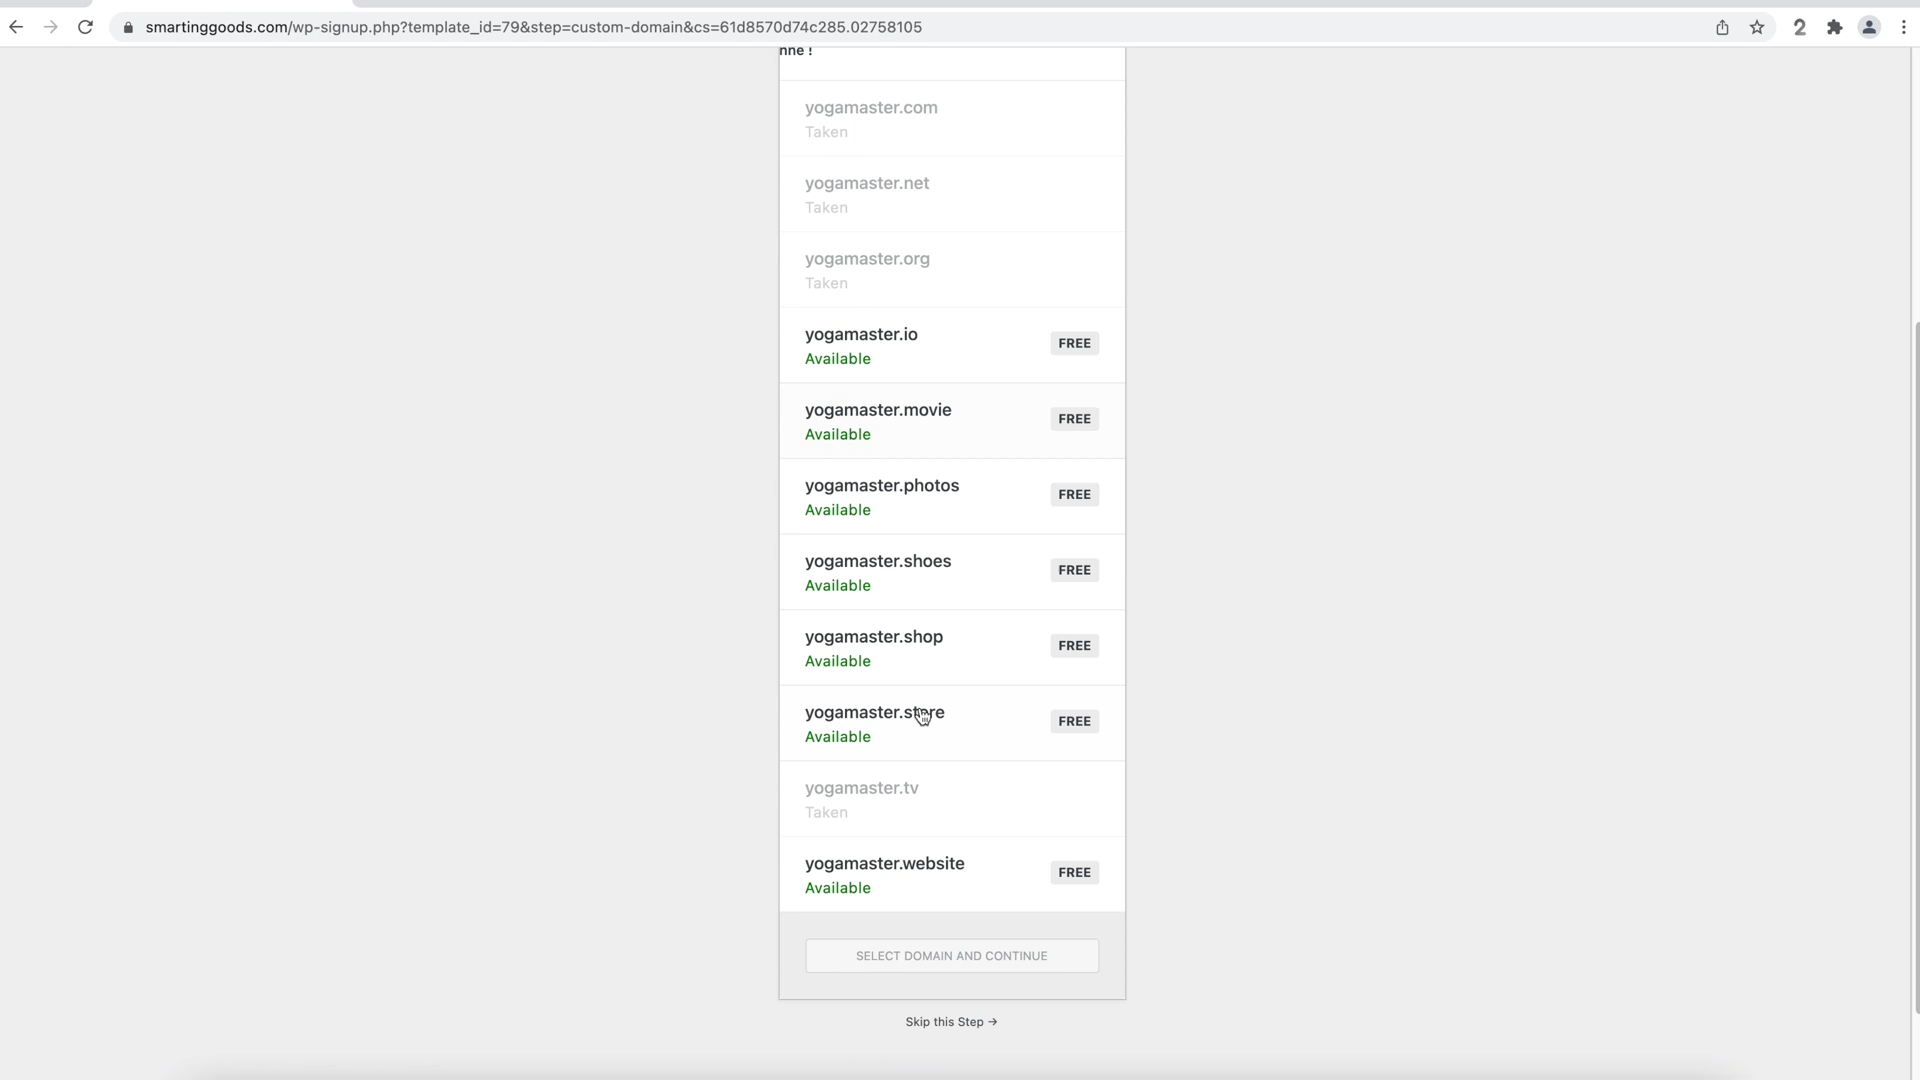 smartinggoods.com/wp-signup.php?template_id=79&step=custom-domain&cs=61d8570d74c285.02758105
nne !
yogamaster.com
Taken
yogamaster.net
Taken
yogamaster.org
Taken
yogamaster.io
FREE
Available
yogamaster.movie
FREE
Available
yogamaster.photos
FREE
Available
yogamaster.shoes
FREE
Available
yogamaster.shop
FREE
Available
yogamaster.store
FREE
Available
yogamaster.tv
Taken
yogamaster.website
FREE
Available
SELECT DOMAIN AND CONTINUE
Skip this Step →